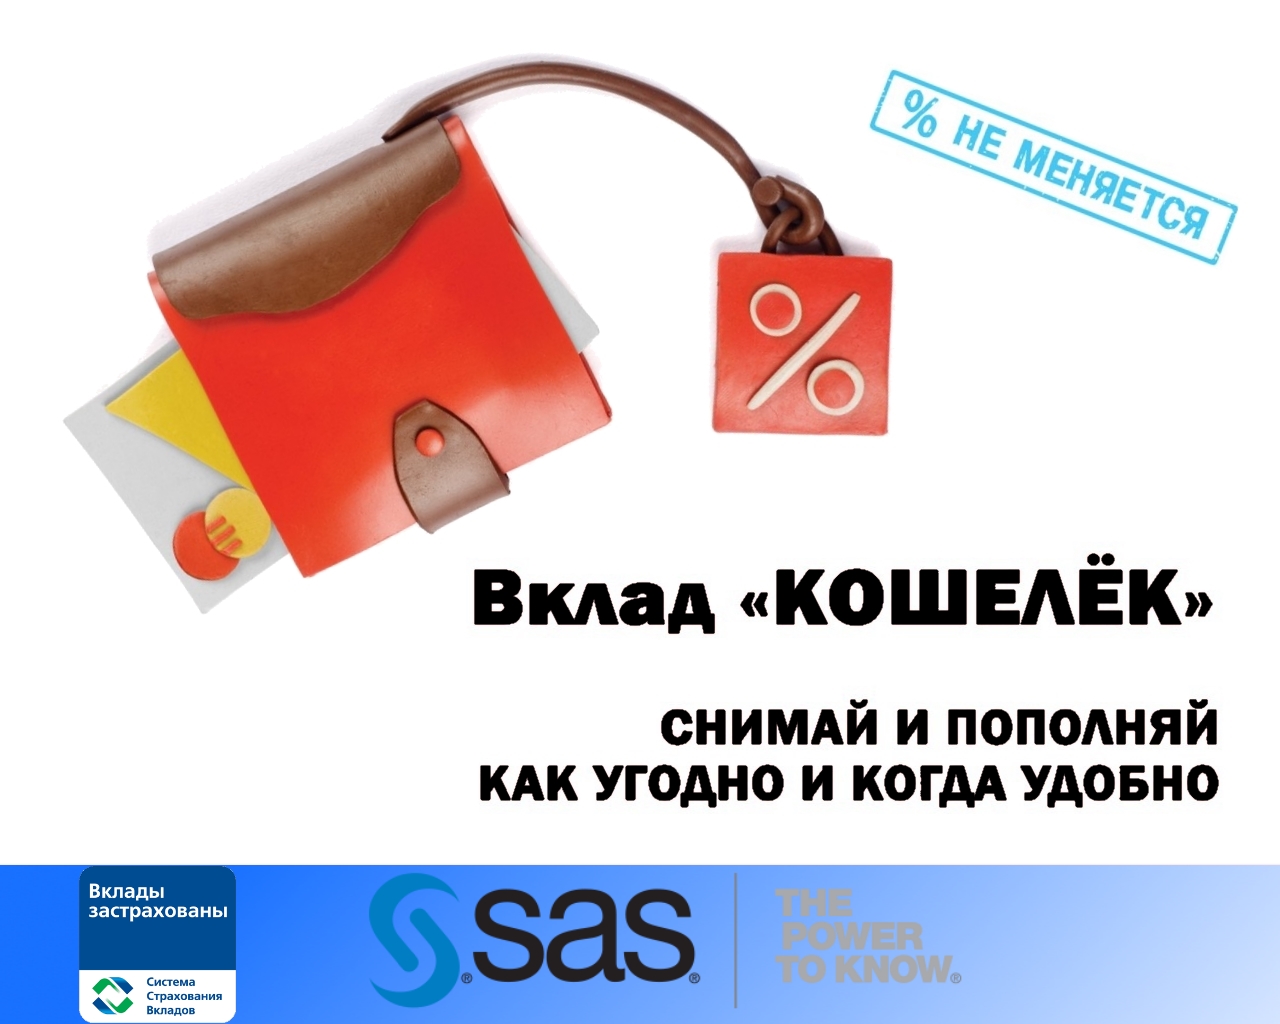 % НЕ МЕНЯЕТСЯ
%
Вклад «КОШЕЛЁК»
СНИМАЙ И ПОПОЛНЯЙ
КАК УГОДНО И КОГДА УДОБНО
Вклады
застрахованы
Система
Страхования
Вкладов
sas
THE
POWER
TO KNOW®